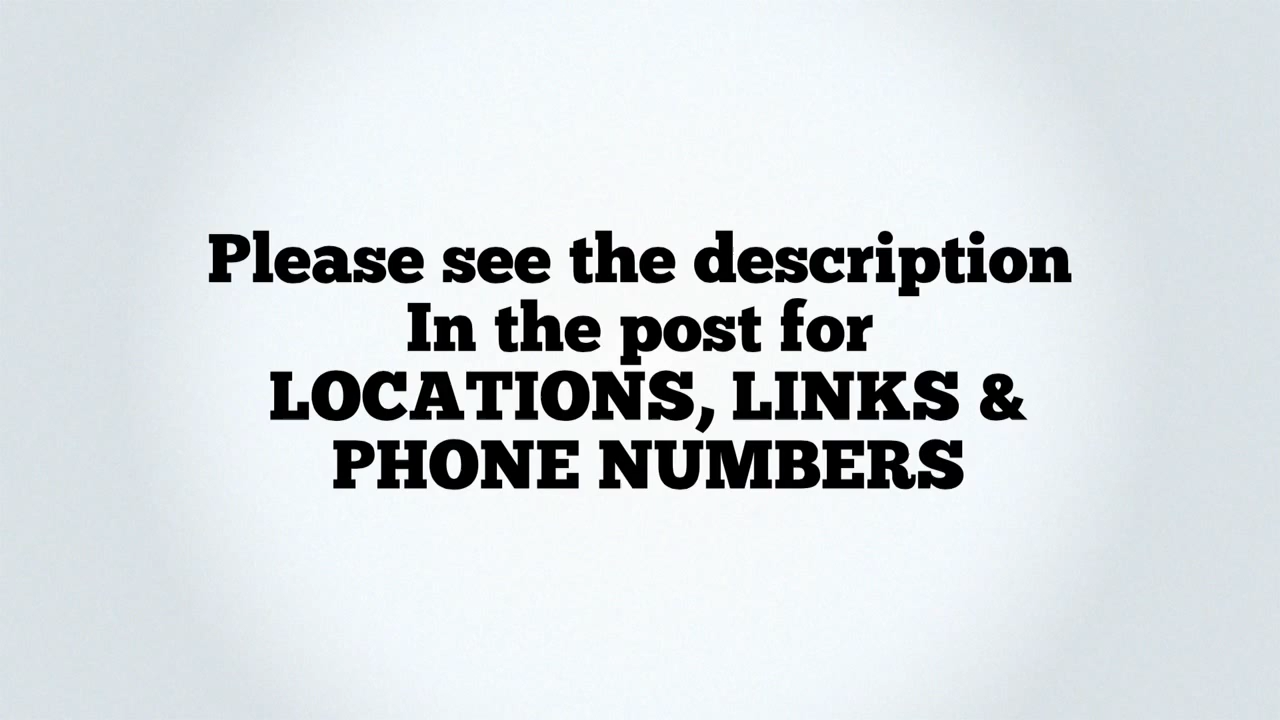 Please see the description
In the post for
LOCATIONS, LINKS &
PHONE NUMBERS